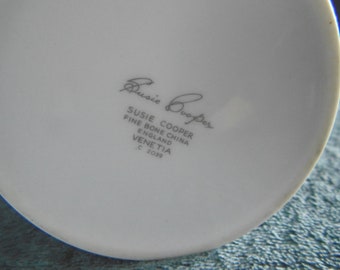 Susie Cooper
SUSIE COOPER
FINE BONE CHINA
ENGLAND
VENETIA